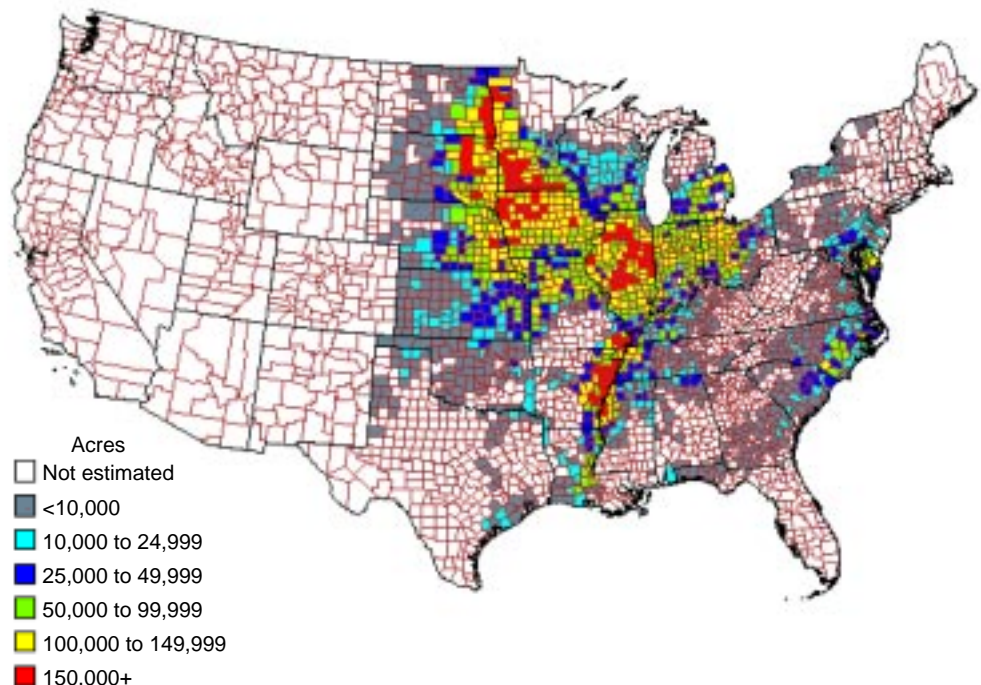 Acres
Not estimated
<10,000
10,000 to 24,999
25,000 to 49,999
50,000 to 99,999
100,000 to 149,999
150,000+